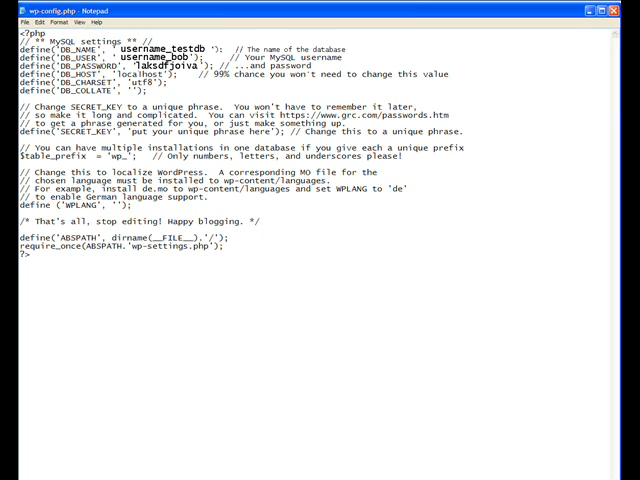 wp-config.php - Notepad
File Edit Format View Help
<?php
// ** MySQL settings ** //
define('DB_NAME', ' username_testdb '); // The name of the database
define('DB_USER', ' username_bob'); // Your MySQL username
define('DB_PASSWORD', 'laksdfjoiva'); // ...and password
define('DB_HOST', 'localhost'); // 99% chance you won't need to change this value
define('DB_CHARSET', 'utf8');
define('DB_COLLATE', '');
// Change SECRET_KEY to a unique phrase. You won't have to remember it later,
// so make it long and complicated. You can visit https://www.grc.com/passwords.htm
// to get a phrase generated for you, or just make something up.
define('SECRET_KEY', 'put your unique phrase here'); // Change this to a unique phrase.
// You can have multiple installations in one database if you give each a unique prefix
$table_prefix = 'wp_'; // Only numbers, letters, and underscores please!
// Change this to localize WordPress. A corresponding MO file for the
// chosen language must be installed to wp-content/languages.
// For example, install de.mo to wp-content/languages and set WPLANG to 'de'
// to enable German language support.
define ('WPLANG', '');
/* That's all, stop editing! Happy blogging. */
define('ABSPATH', dirname(__FILE__).'/');
require_once(ABSPATH.'wp-settings.php');
?>